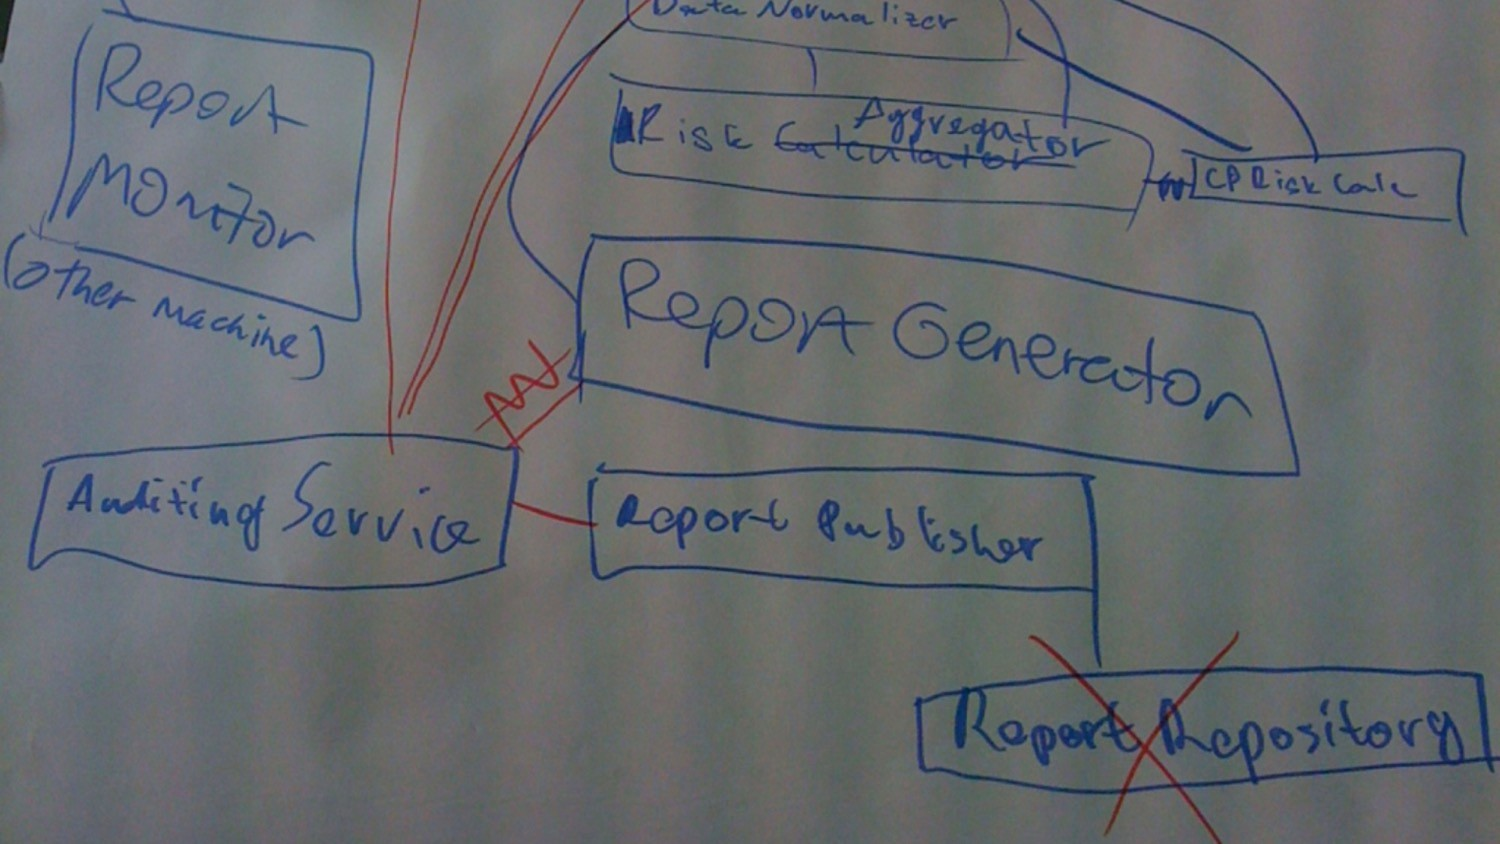 Data Normalizer
Report
Monitor
(other machine)
Aggregator
Risk Calculator
CP Risk Calc
Report Generator
Auditing Service
Report Publisher
Report Repository